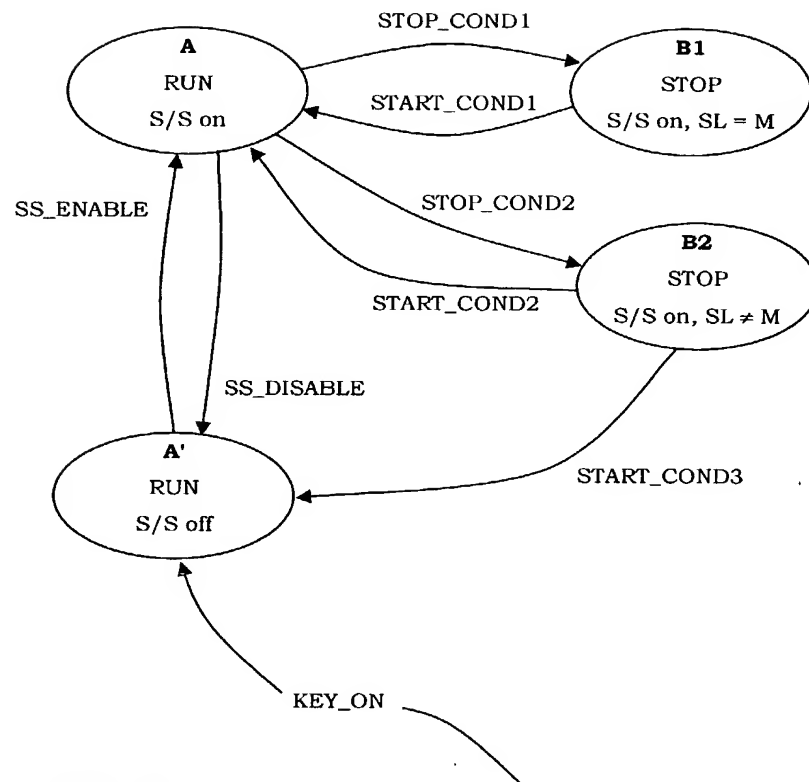 A
RUN
S/S on
STOP_COND1
START_COND1
B1
STOP
S/S on, SL = M
SS_ENABLE
STOP_COND2
START_COND2
B2
STOP
S/S on, SL ≠ M
SS_DISABLE
A'
RUN
S/S off
START_COND3
KEY_ON